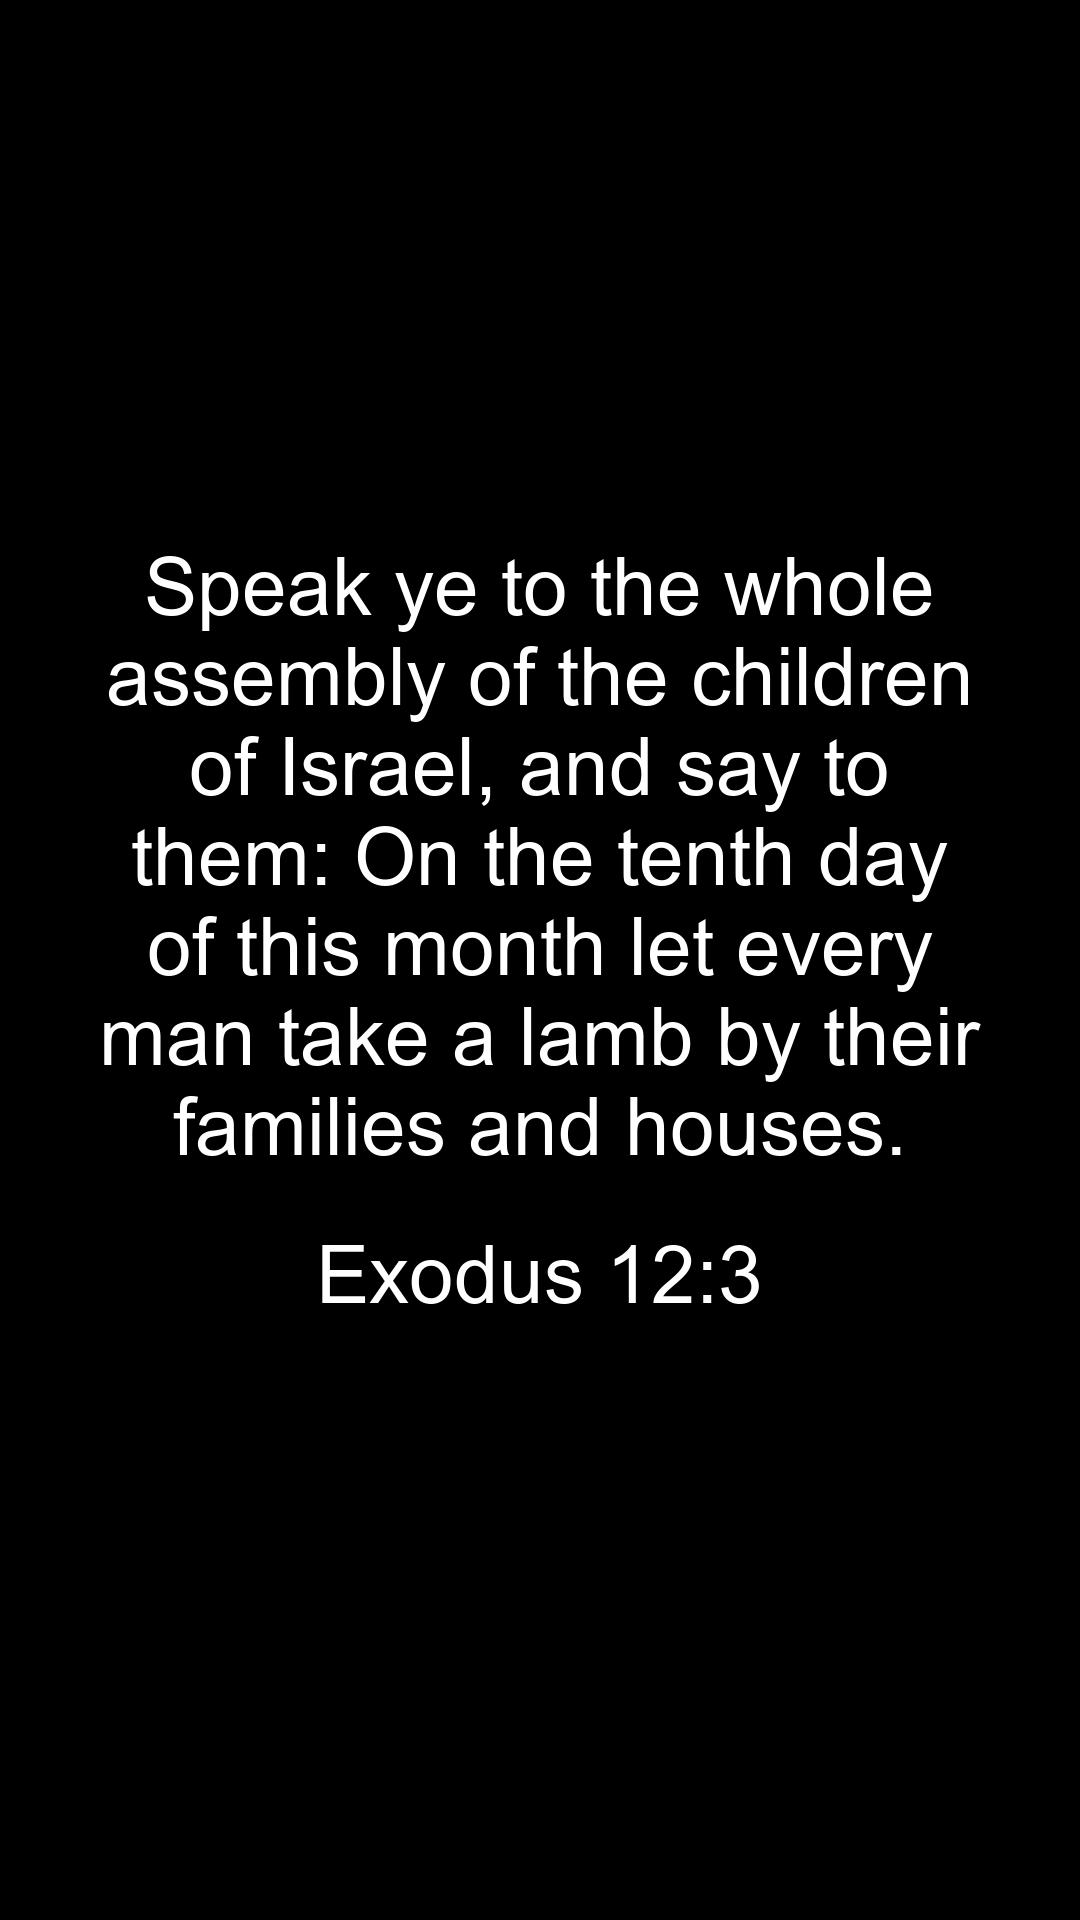 Speak ye to the whole
assembly of the children
of Israel, and say to
them: On the tenth day
of this month let every
man take a lamb by their
families and houses.
Exodus 12:3